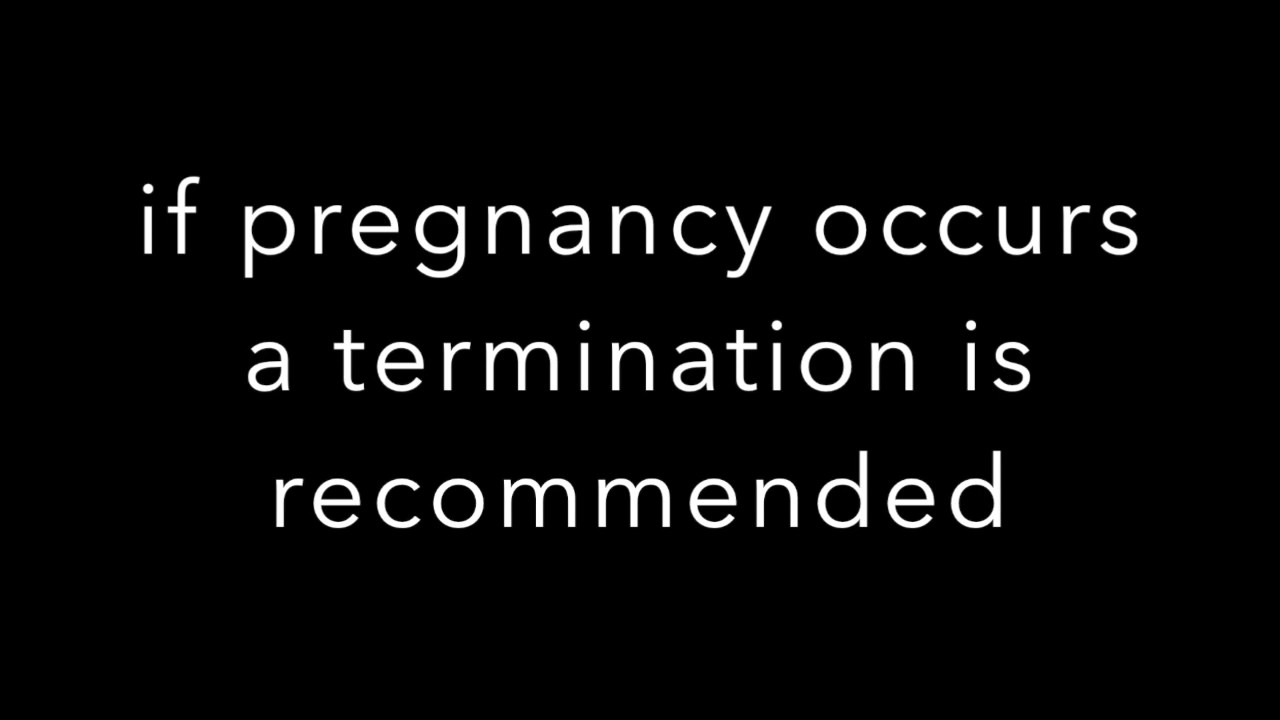 if pregnancy occurs
a termination is
recommended